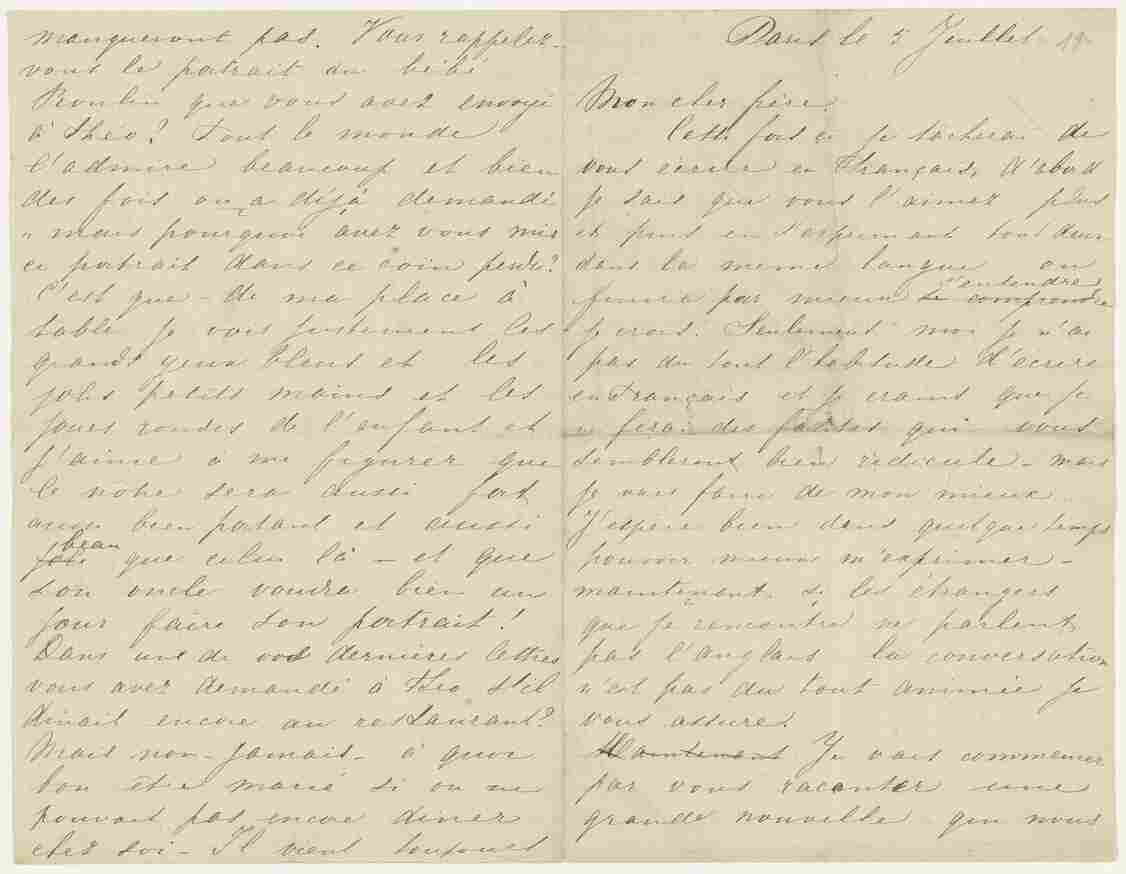 manqueront pas. Vous rappelez-
vous le portrait du bébé
Roulin que vous avez envoyé
à Theo? Tout le monde
l'admire beaucoup et bien
des fois on a déjà demandé
"mais pourquoi avez vous mis
ce portrait dans ce coin perdu?
C'est que – de ma place à
table je vois justement les
grands yeux bleus et les
jolis petits mains et les
joues rondes de l'enfant et
j'aime à me figurer que
le notre sera aussi fort
aussi bien portant et aussi
joli beau que celui là – et que
son oncle voudra bien un
jour faire son portrait!
Dans une de vos dernières lettres
vous avez demandé à Theo s'il
dinait encore au restaurant?
Mais non – jamais – à quoi
bon être marié si on ne
pouvait pas encore diner
chez soi – Il vient toujours
Paris le 5 Juillet 19
Mon cher frère,
Cette fois ci je tacherai de
vous écrire en Français, d'abord
je sais que vous l'aimez plus
et puis en s'exprimant tous deux
dans la meme langue on
finira par mieux se comprendre s'entendre
je crois. Seulement moi je n'ai
pas du tout l'habitude d'écrire
en Français et je crains que je
ferai des fautes qui vous
sembleront bien ridicule – mais
je vais faire de mon mieux.
J'espère bien dans quelque temps
pouvoir mieux m'exprimer –
maintenant si les étrangers
que je rencontre ne parlent
pas l'anglais la conversation
n'est pas du tout animée je
vous assure!
Maintenant Je vais commencer
par vous raconter une
grande nouvelle qui nous